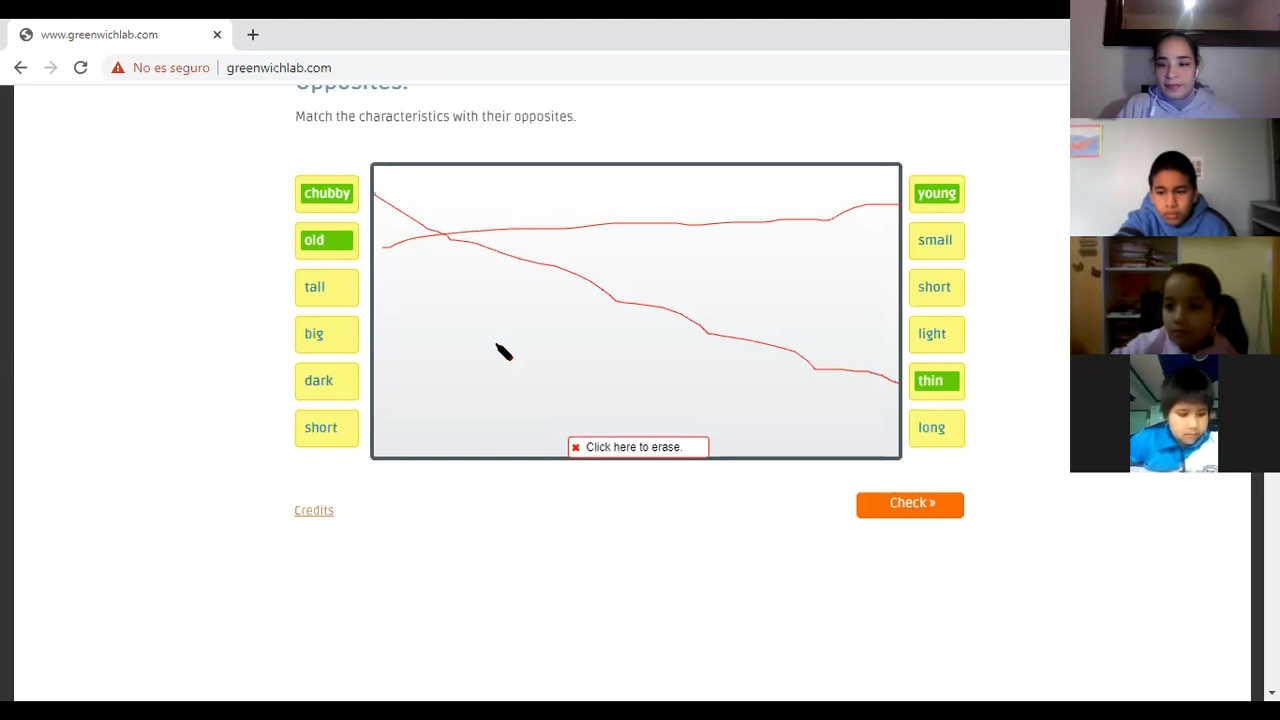 www.greenwichlab.com
No es seguro greenwichlab.com
Opposites.
Match the characteristics with their opposites.
chubby young
old small
tall short
big light
dark thin
short long
Click here to erase.
Credits Check »